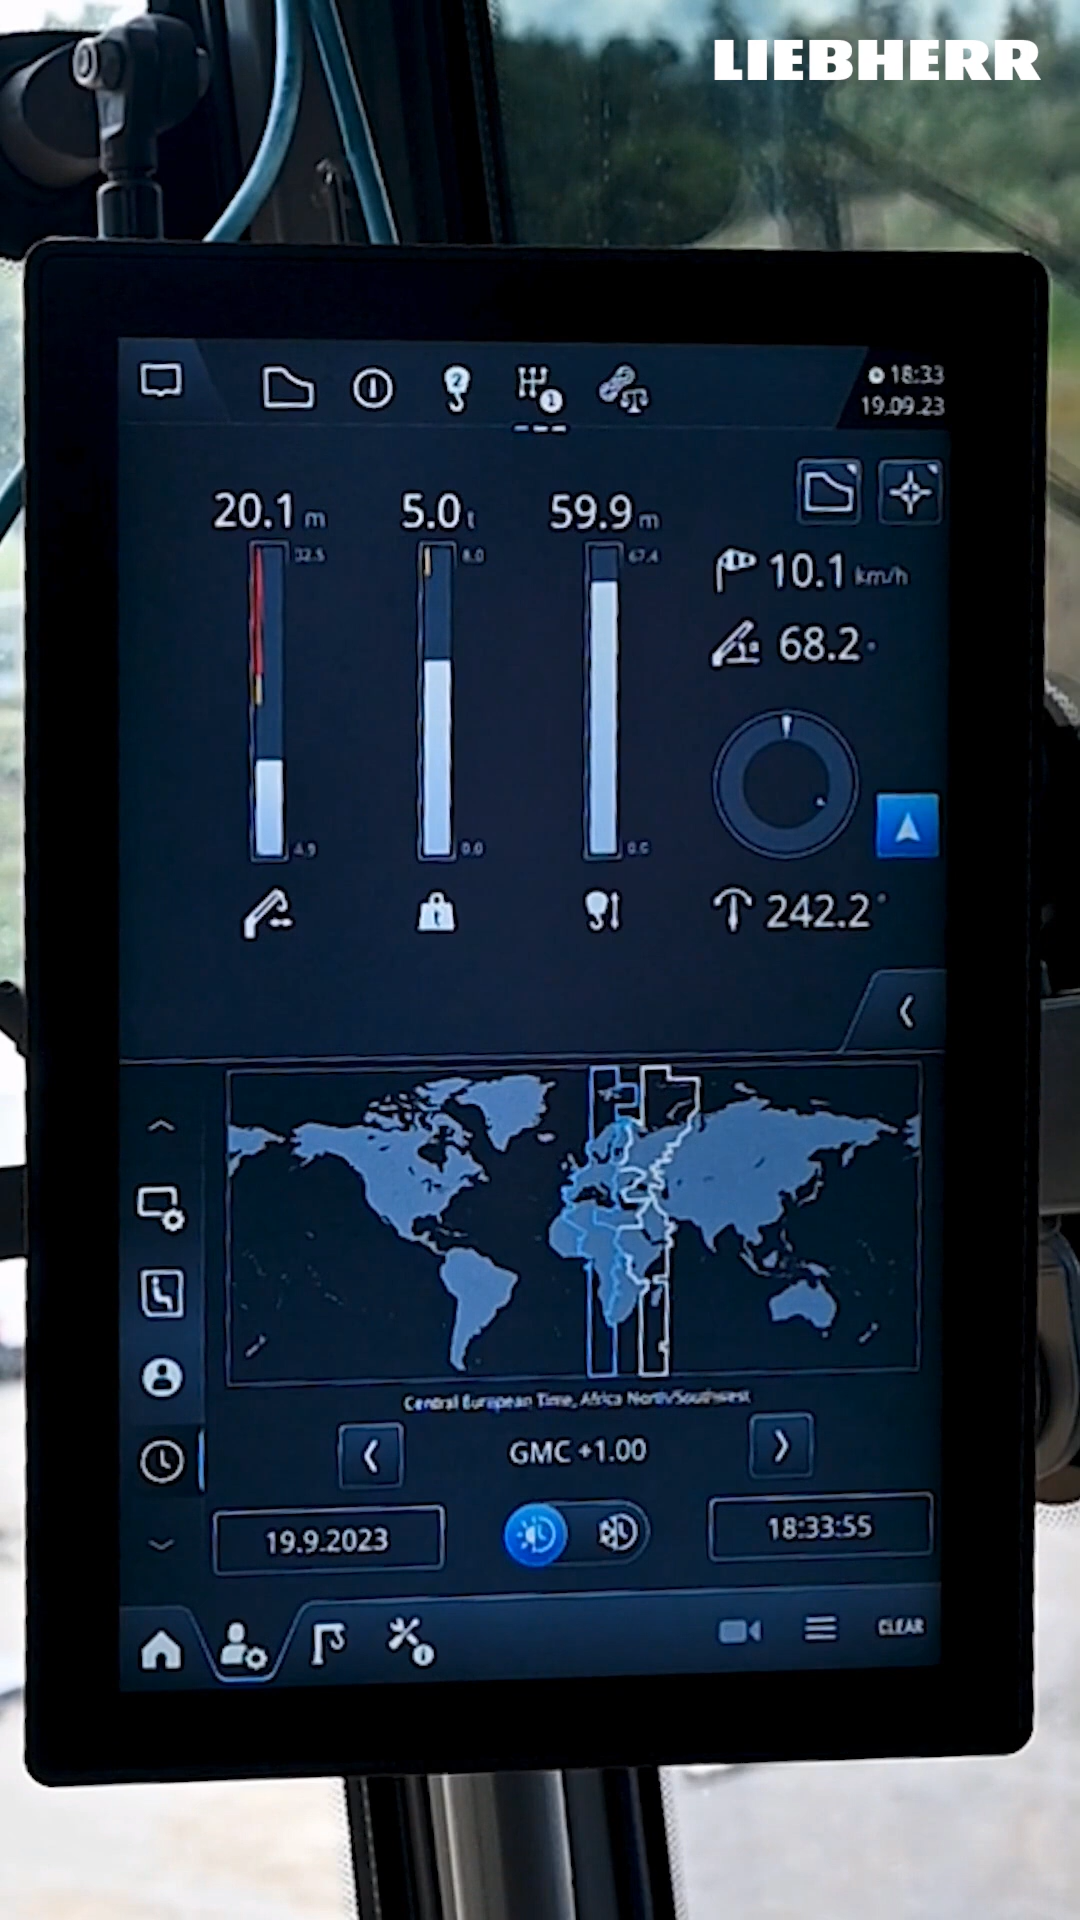 LIEBHERR
18:33
19.09.23
20.1 m
5.0 t
59.9 m
32.5
8.0
67.4
10.1 km/h
68.2 °
4.9
0.0
0.0
242.2°
Central European Time, Africa North/Southwest
GMC +1.00
19.9.2023
18:33:55
CLEAR